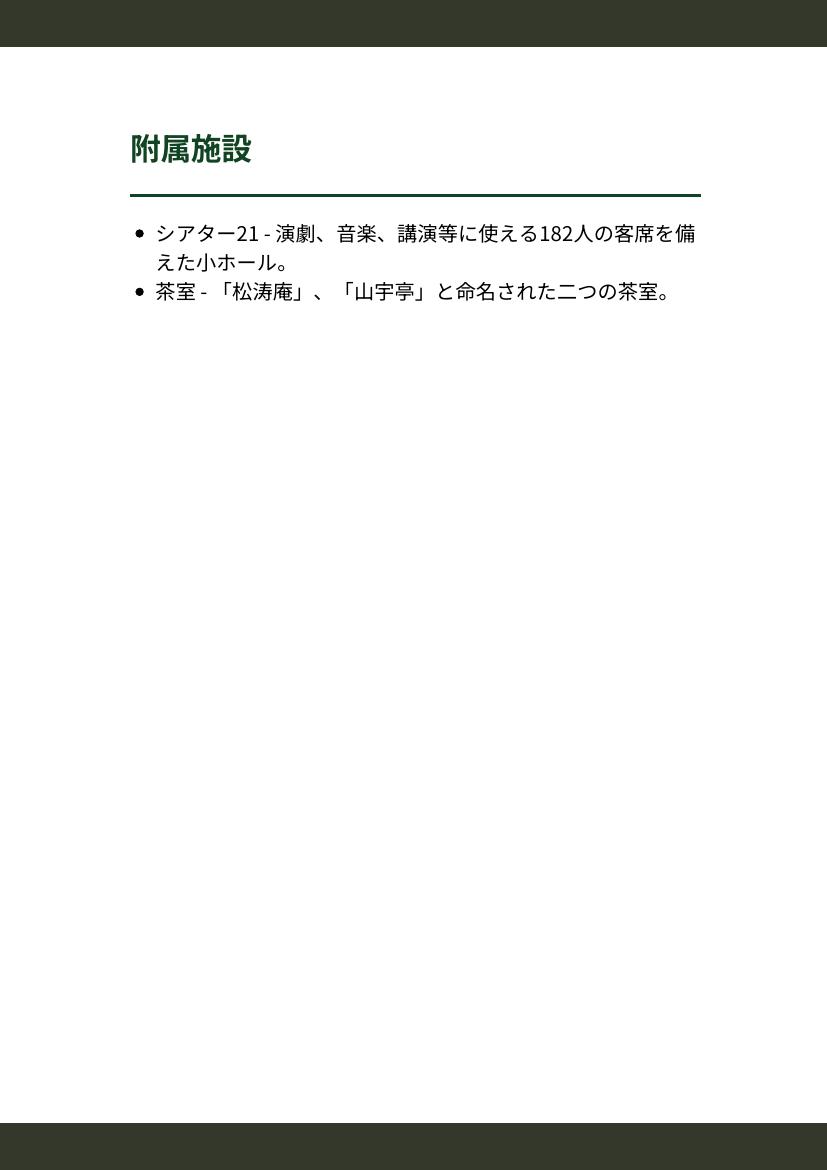 附属施設
• シアター21 - 演劇、音楽、講演等に使える182人の客席を備
えた小ホール。
• 茶室 - 「松涛庵」、「山宇亭」と命名された二つの茶室。